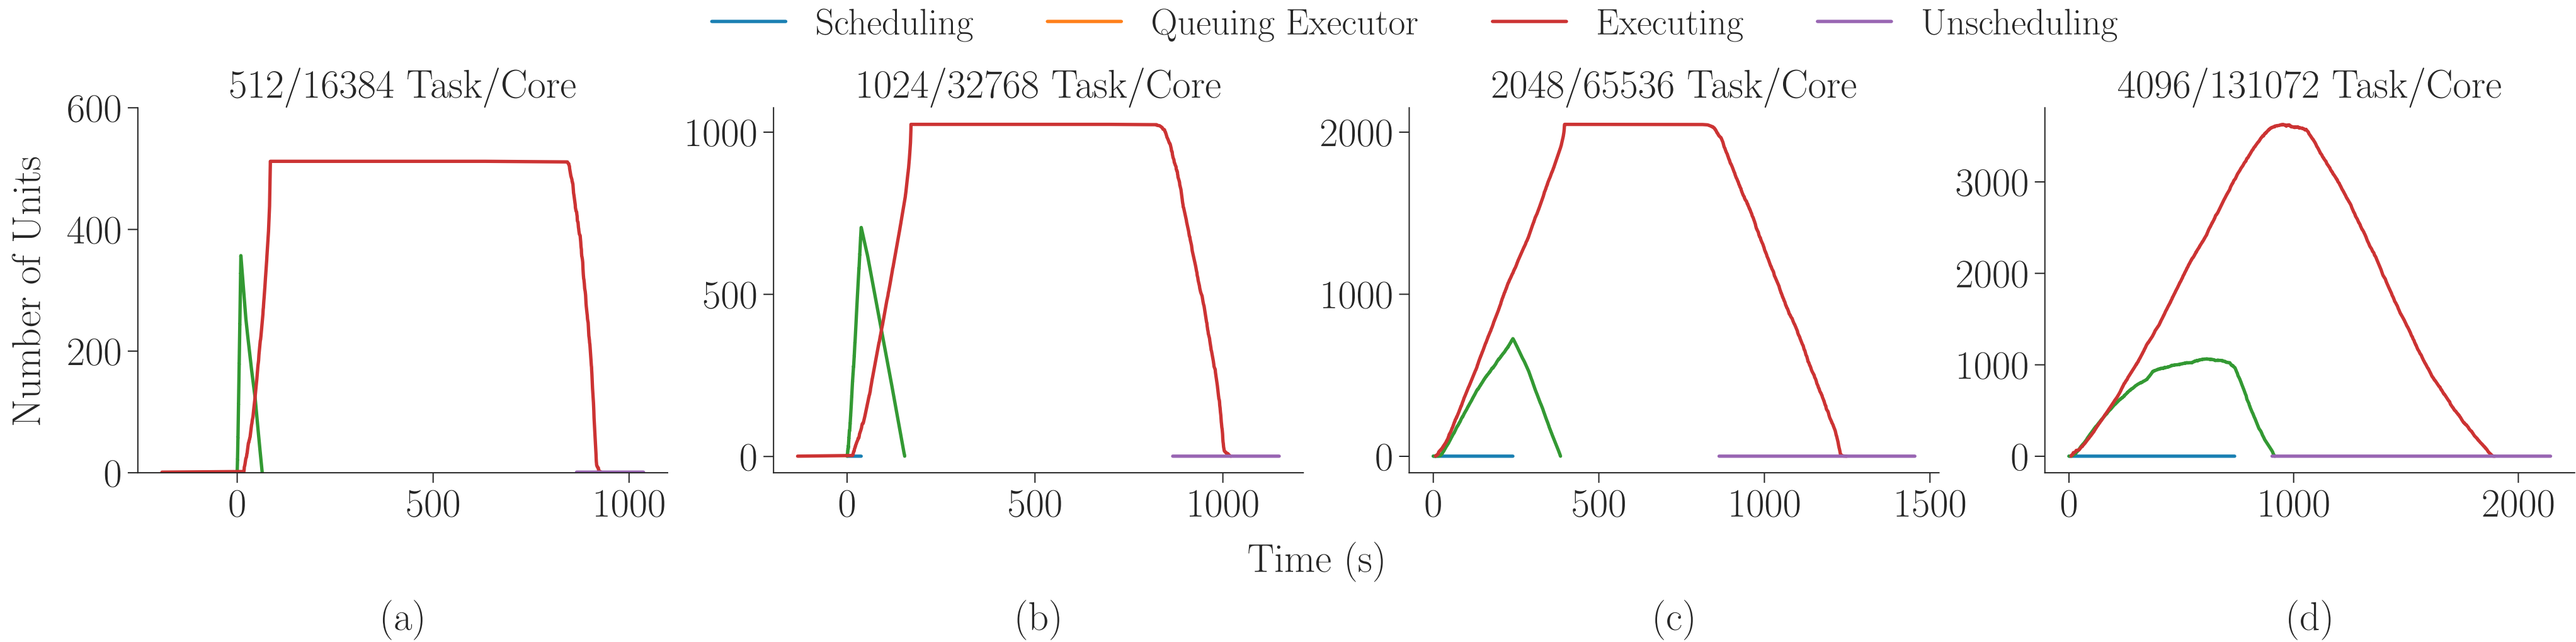 Scheduling Queuing Executor Executing Unscheduling
512/16384 Task/Core 1024/32768 Task/Core 2048/65536 Task/Core 4096/131072 Task/Core
Number of Units
600
400
200
0
0 500 1000
1000
500
0
0 500 1000
2000
1000
0
0 500 1000 1500
3000
2000
1000
0
0 1000 2000
Time (s)
(a) (b) (c) (d)